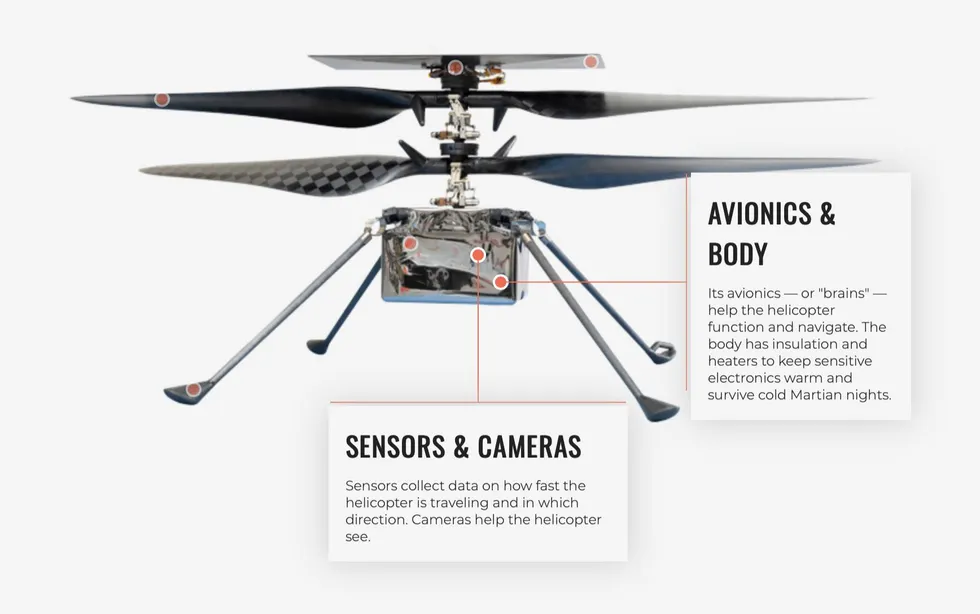 AVIONICS &
BODY
Its avionics — or "brains" —
help the helicopter
function and navigate. The
body has insulation and
heaters to keep sensitive
electronics warm and
survive cold Martian nights.
SENSORS & CAMERAS
Sensors collect data on how fast the
helicopter is traveling and in which
direction. Cameras help the helicopter
see.